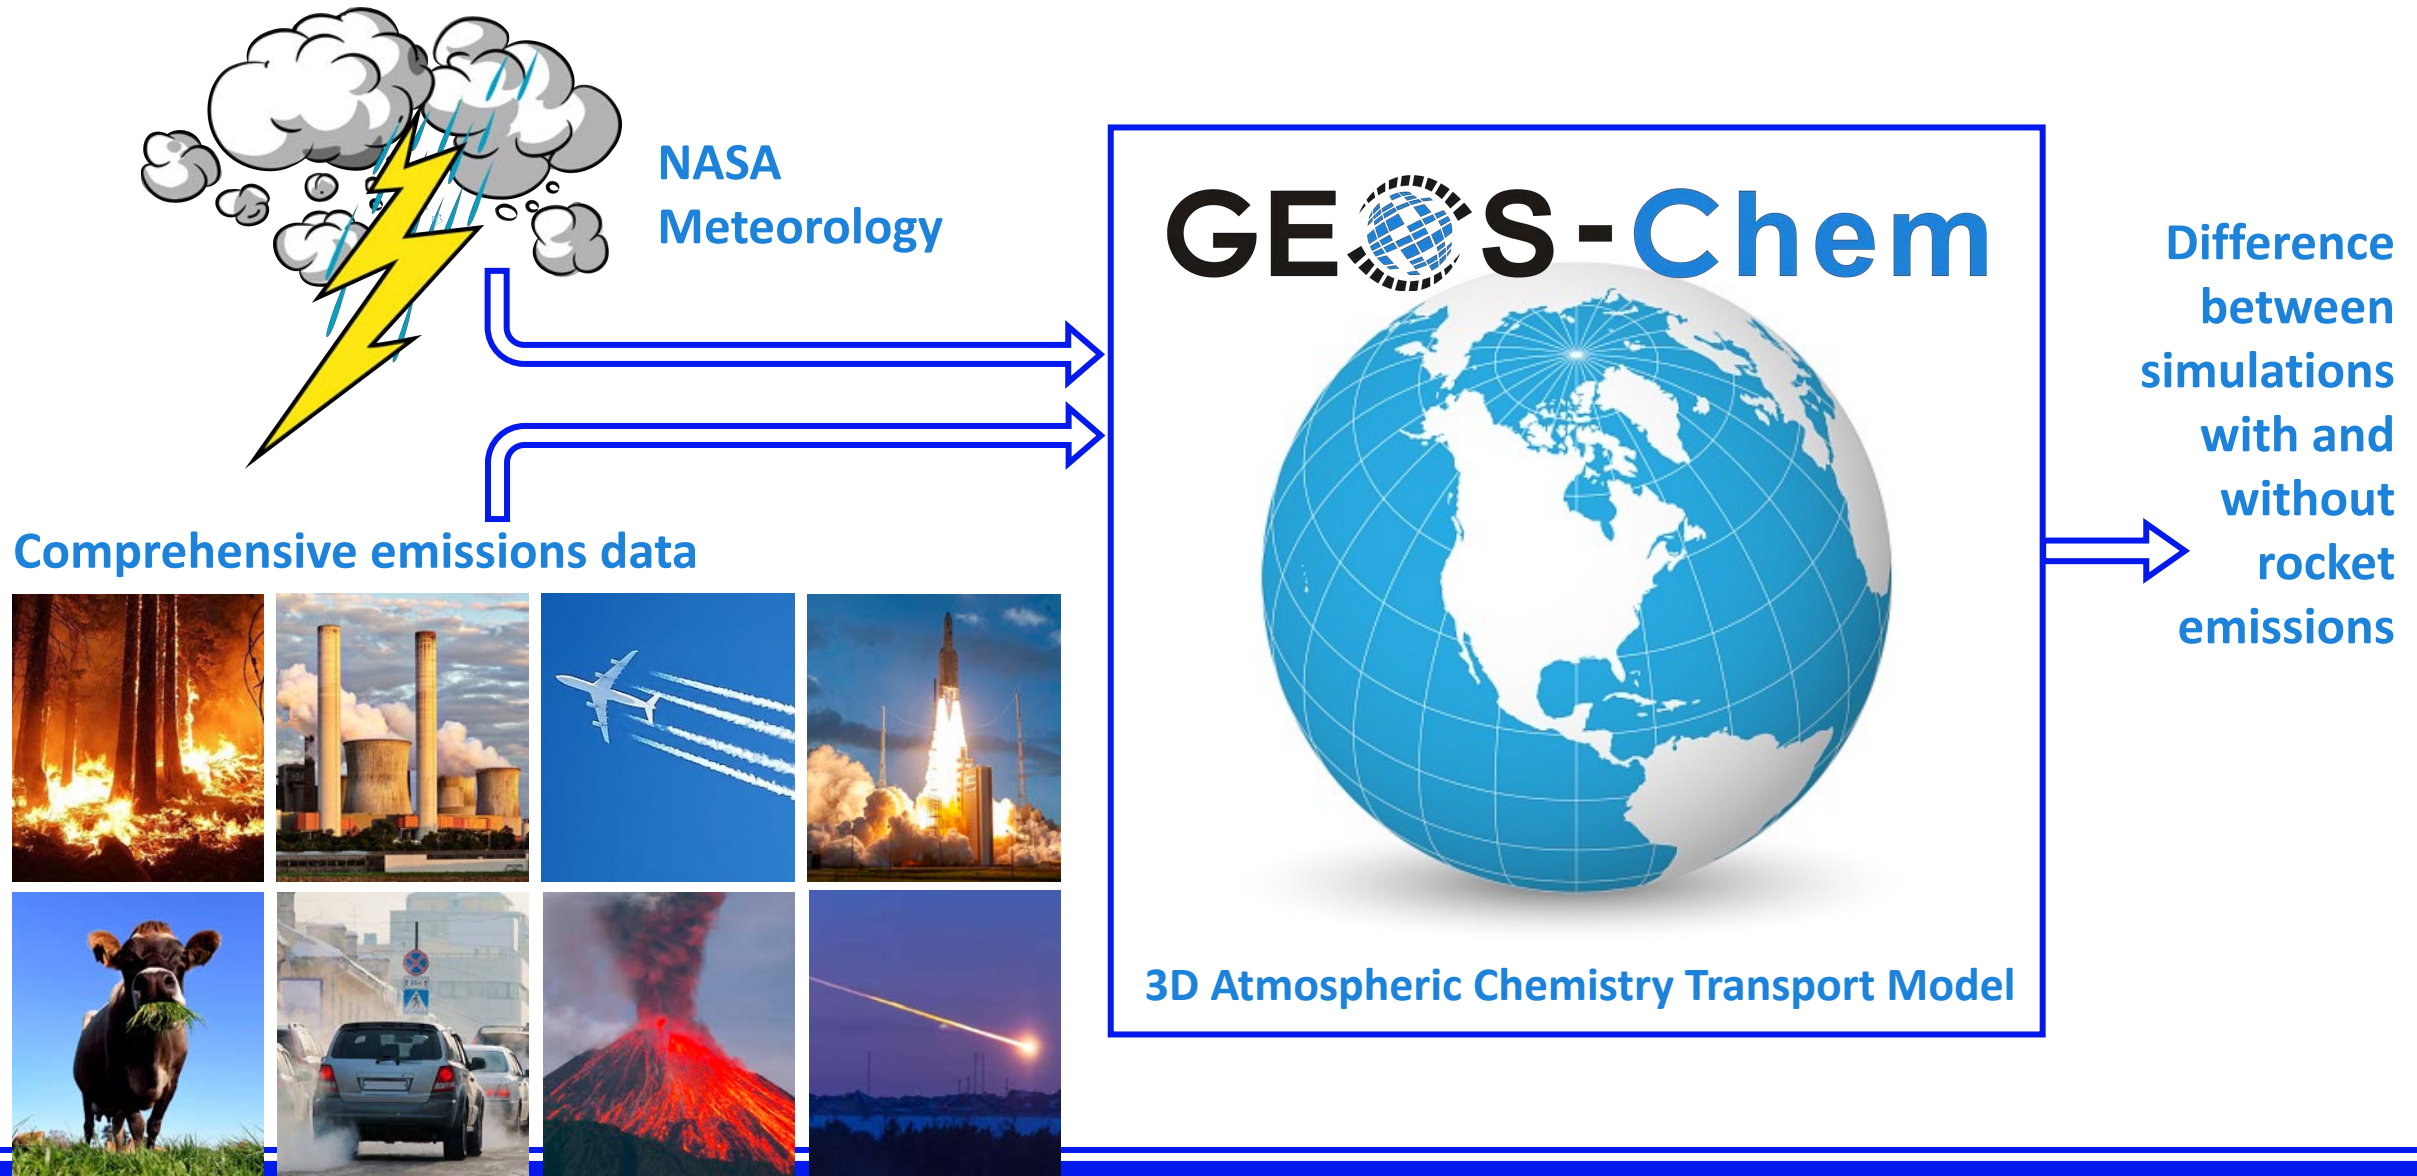 NASA
Meteorology
Comprehensive emissions data
GEOS-Chem
3D Atmospheric Chemistry Transport Model
Difference
between
simulations
with and
without
rocket
emissions